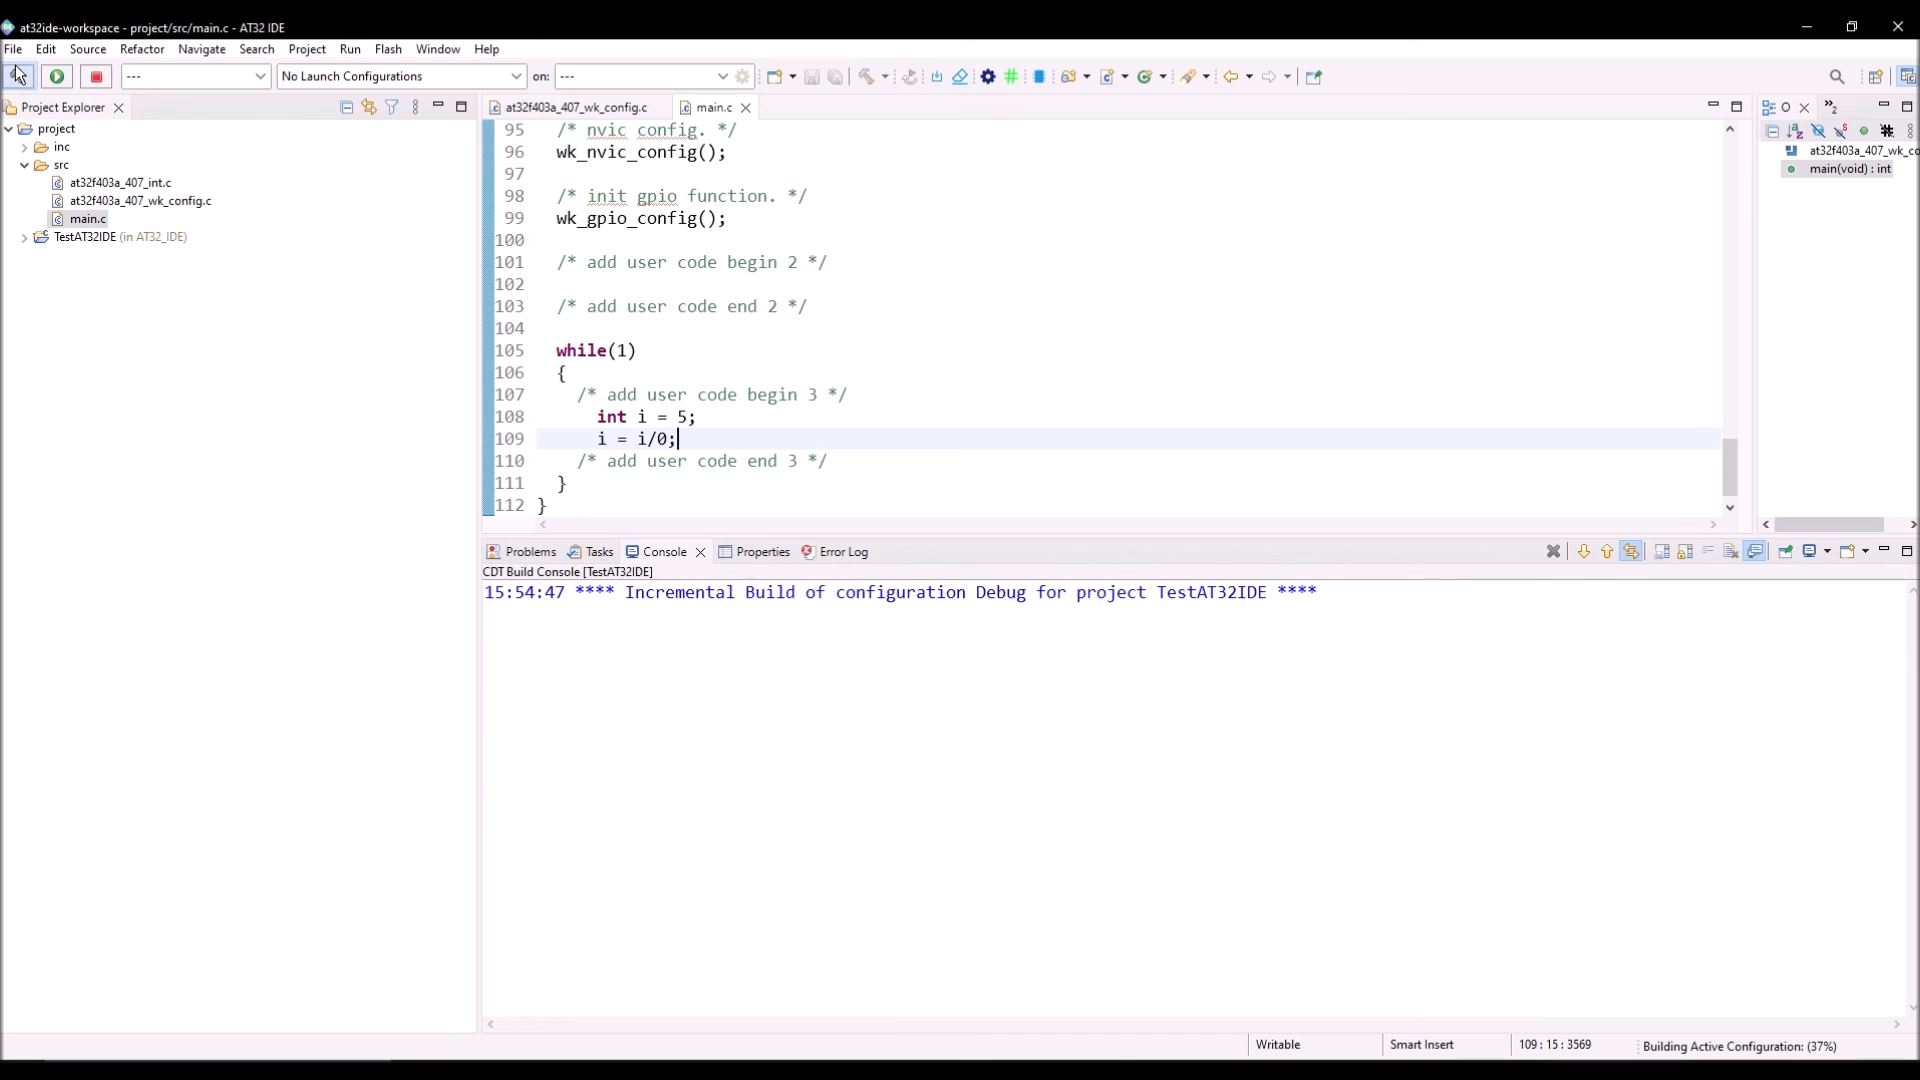 at32ide-workspace - project/src/main.c - AT32 IDE
File Edit Source Refactor Navigate Search Project Run Flash Window Help
--- No Launch Configurations on: ---
Project Explorer
project
inc
src
at32f403a_407_int.c
at32f403a_407_wk_config.c
main.c
TestAT32IDE (in AT32_IDE)
at32f403a_407_wk_config.c main.c
95 /* nvic config. */
96 wk_nvic_config();
97
98 /* init gpio function. */
99 wk_gpio_config();
100
101 /* add user code begin 2 */
102
103 /* add user code end 2 */
104
105 while(1)
106 {
107 /* add user code begin 3 */
108 int i = 5;
109 i = i/0;
110 /* add user code end 3 */
111 }
112 }
O 2
at32f403a_407_wk_co
main(void) : int
Problems Tasks Console Properties Error Log
CDT Build Console [TestAT32IDE]
15:54:47 **** Incremental Build of configuration Debug for project TestAT32IDE ****
Writable Smart Insert 109 : 15 : 3569 Building Active Configuration: (37%)